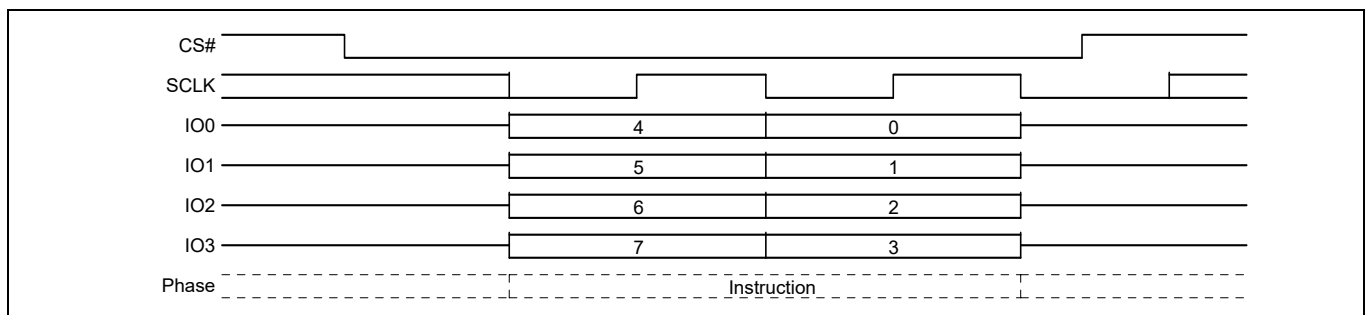 CS#
SCLK
IO0 4 0
IO1 5 1
IO2 6 2
IO3 7 3
Phase Instruction